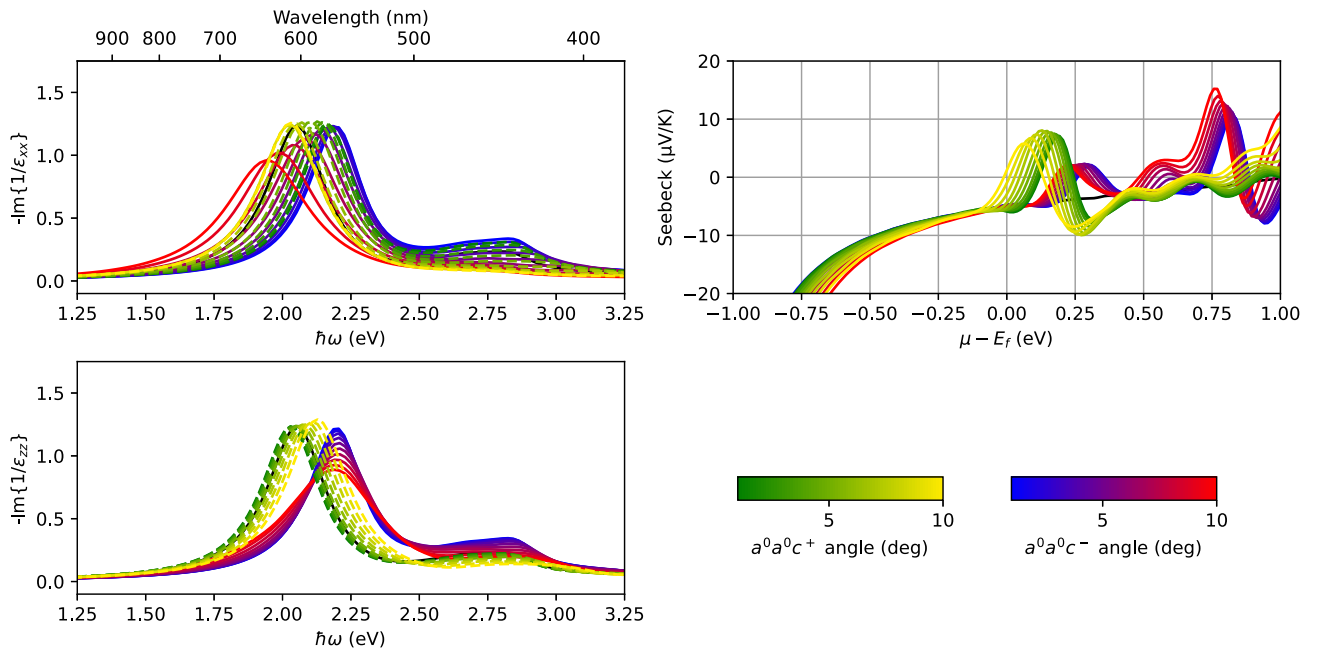 Wavelength (nm)
900 800 700 600 500 400
1.5
1.0
0.5
0.0
-Im{1/ε_xx}
1.25 1.50 1.75 2.00 2.25 2.50 2.75 3.00 3.25
ħω (eV)
20
10
0
−10
−20
Seebeck (µV/K)
−1.00 −0.75 −0.50 −0.25 0.00 0.25 0.50 0.75 1.00
μ − E_f (eV)
1.5
1.0
0.5
0.0
-Im{1/ε_zz}
1.25 1.50 1.75 2.00 2.25 2.50 2.75 3.00 3.25
ħω (eV)
5 10
a⁰a⁰c⁺ angle (deg)
5 10
a⁰a⁰c⁻ angle (deg)